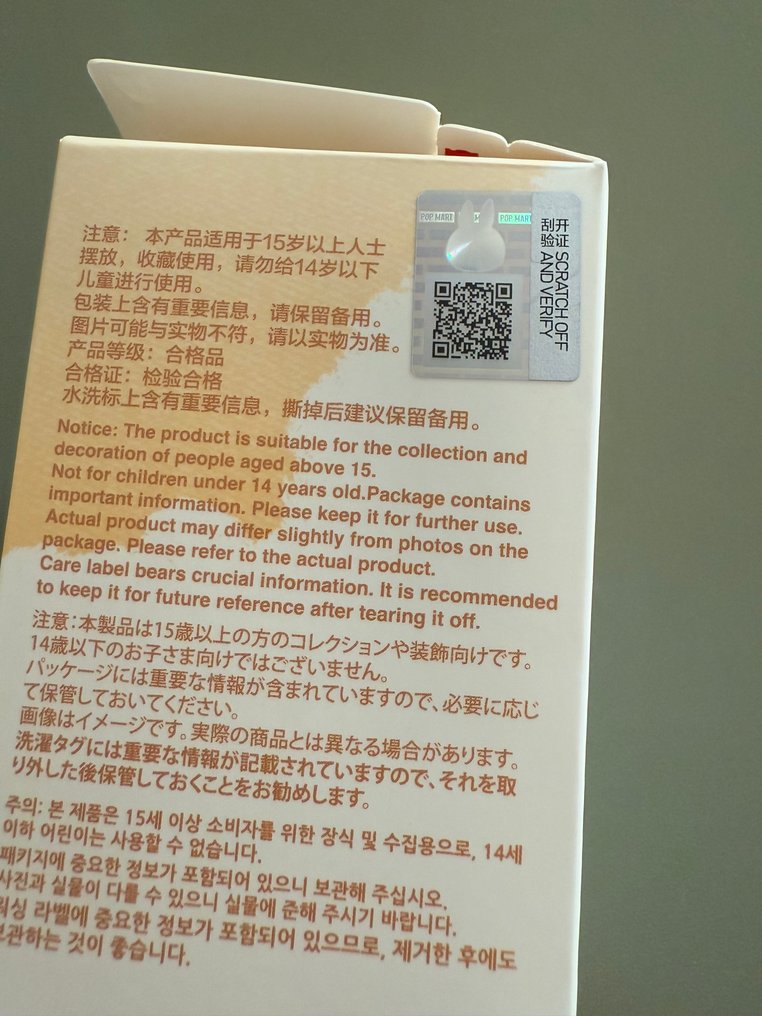 注意： 本产品适用于15岁以上人士
摆放，收藏使用，请勿给14岁以下
儿童进行使用。
包装上含有重要信息，请保留备用。
图片可能与实物不符，请以实物为准。
产品等级：合格品
合格证：检验合格
水洗标上含有重要信息，撕掉后建议保留备用。
Notice: The product is suitable for the collection and
decoration of people aged above 15.
Not for children under 14 years old.Package contains
important information. Please keep it for further use.
Actual product may differ slightly from photos on the
package. Please refer to the actual product.
Care label bears crucial information. It is recommended
to keep it for future reference after tearing it off.
注意：本製品は15歳以上の方のコレクションや装飾向けです。
14歳以下のお子さま向けではございません。
パッケージには重要な情報が含まれていますので、必要に応じ
て保管しておいてください。
画像はイメージです。実際の商品とは異なる場合があります。
洗濯タグには重要な情報が記載されていますので、それを取
り外した後保管しておくことをお勧めします。
주의: 본 제품은 15세 이상 소비자를 위한 장식 및 수집용으로, 14세
이하 어린이는 사용할 수 없습니다.
패키지에 중요한 정보가 포함되어 있으니 보관해 주십시오.
사진과 실물이 다를 수 있으니 실물에 준해 주시기 바랍니다.
워싱 라벨에 중요한 정보가 포함되어 있으므로, 제거한 후에도
보관하는 것이 좋습니다.
POP MART M POP MART
刮开
验证
SCRATCH OFF
AND VERIFY